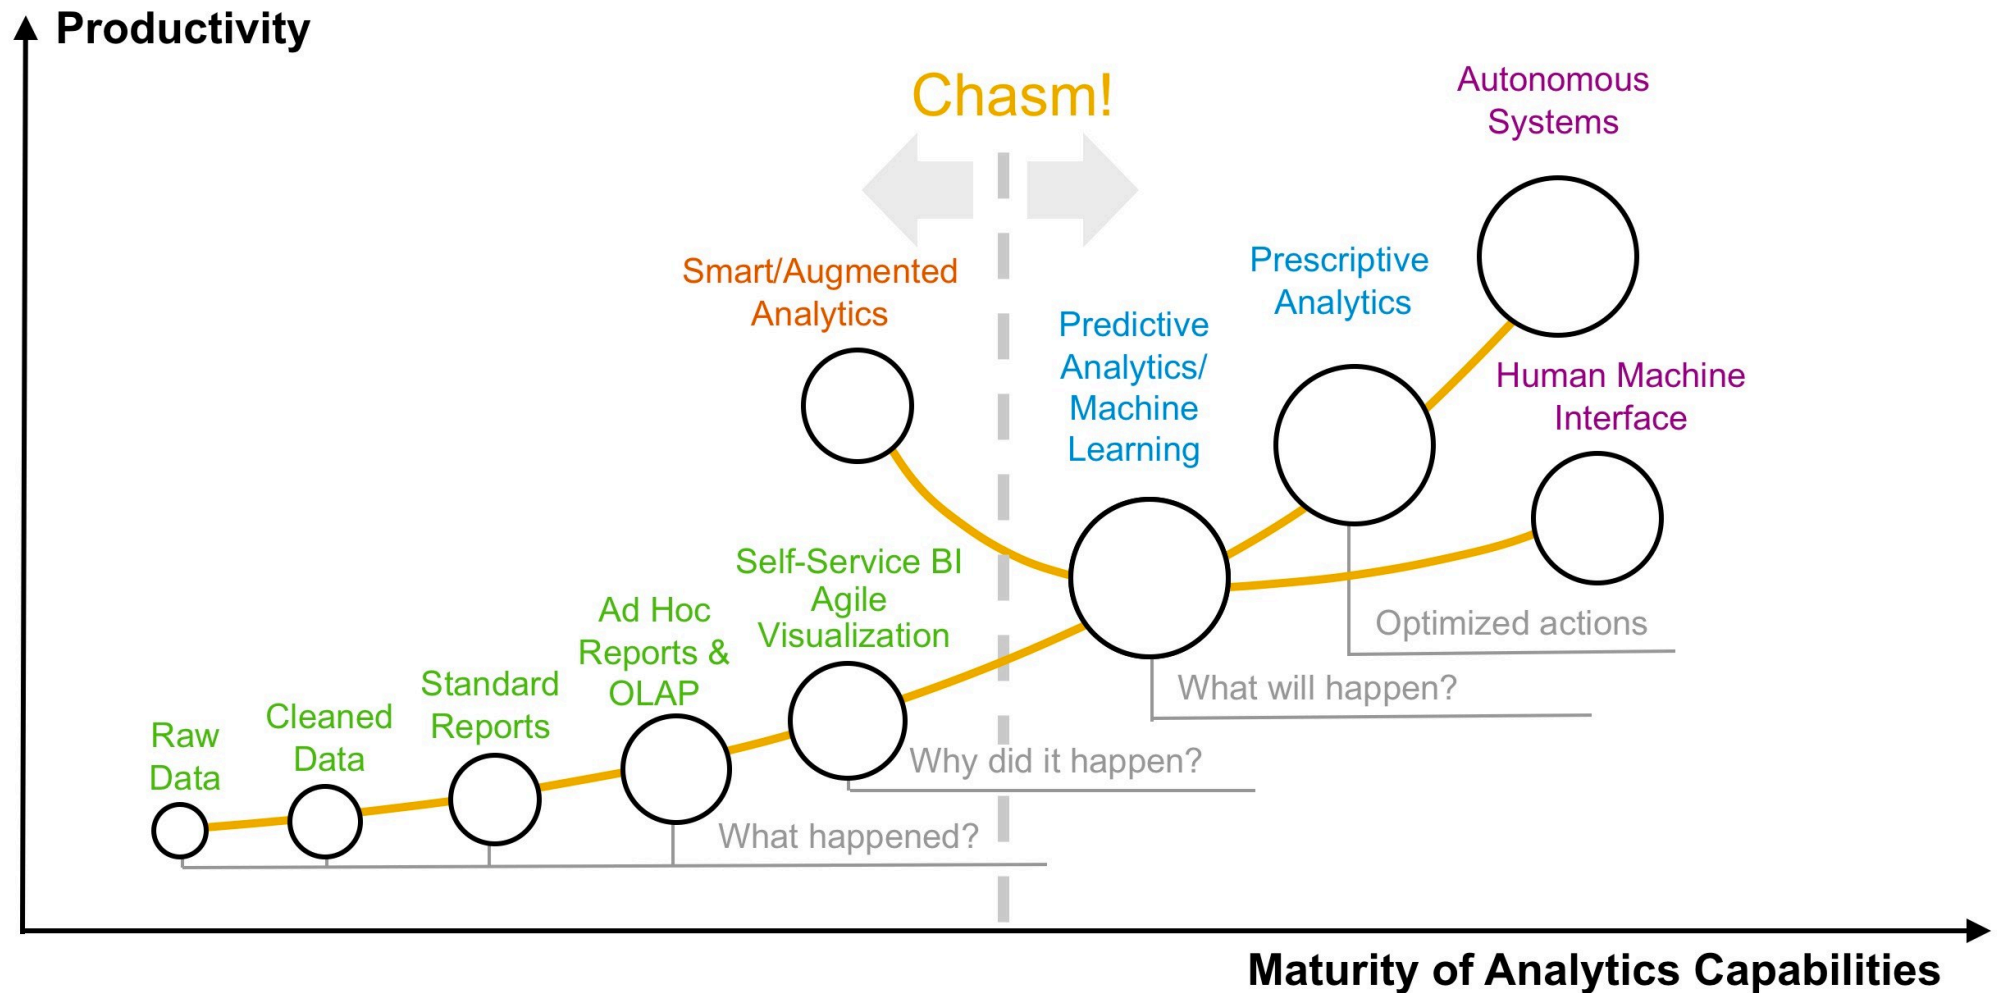 Productivity
Chasm!
Autonomous
Systems
Smart/Augmented
Analytics
Prescriptive
Analytics
Predictive
Analytics/
Machine
Learning
Human Machine
Interface
Self-Service BI
Agile
Visualization
Ad Hoc
Reports &
OLAP
Standard
Reports
Cleaned
Data
Raw
Data
Optimized actions
What will happen?
Why did it happen?
What happened?
Maturity of Analytics Capabilities